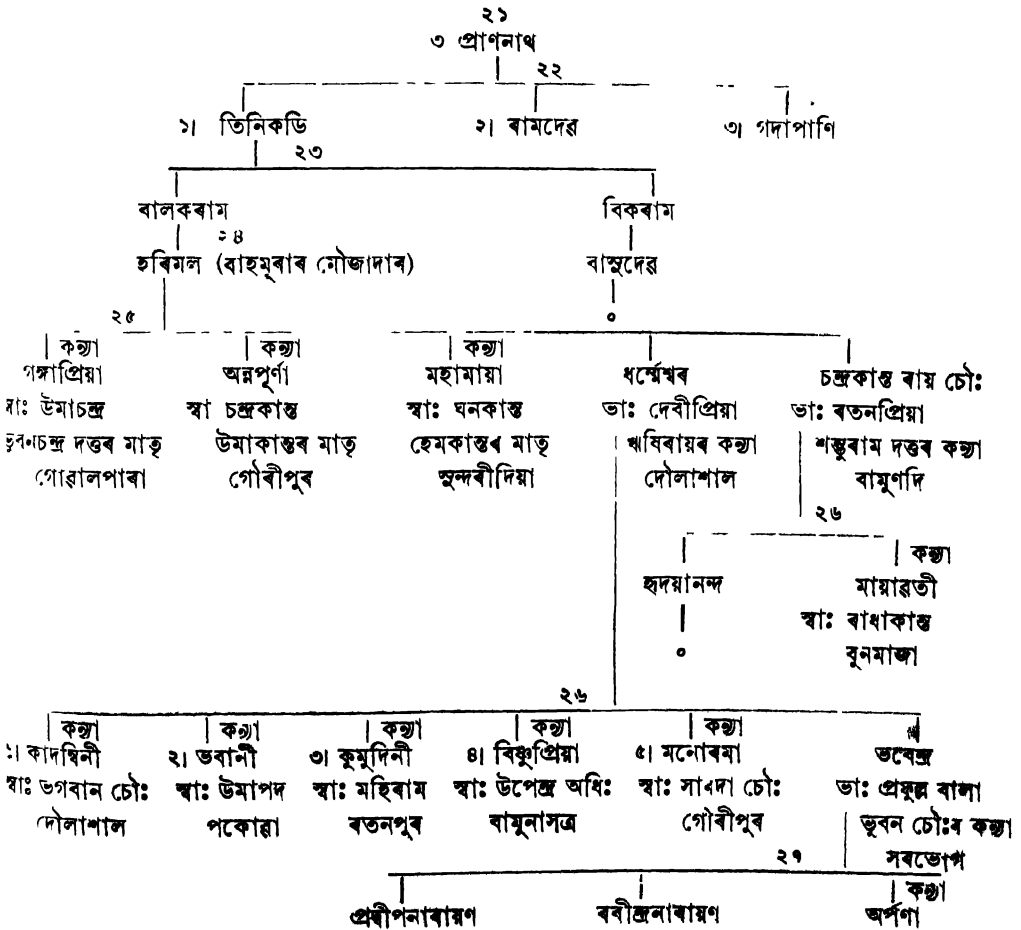 ২১
৩ প্ৰাণনাথ
২২
১। তিনিকডি ২। ৰামদেৱ ৩। গদাপাণি
২৩
বালকৰাম বিকৰাম
২৪
হৰিমল (বাহমূৰাৰ মৌজাদাৰ) বাসুদেৱ
২৫ ০
কন্যা কন্যা কন্যা
গঙ্গাপ্ৰিয়া অন্নপূৰ্ণা মহামায়া ধৰ্ম্মেশ্বৰ চন্দ্ৰকান্ত ৰায় চৌঃ
স্বাঃ উমাচন্দ্ৰ স্বা চন্দ্ৰকান্ত স্বাঃ ঘনকান্ত ভাঃ দেবীপ্ৰিয়া ভাঃ ৰতনপ্ৰিয়া
ভুবনচন্দ্ৰ দত্তৰ মাতৃ উমাকান্তৰ মাতৃ হেমকান্তৰ মাতৃ ঋষিৰায়ৰ কন্যা শম্ভুৰাম দত্তৰ কন্যা
গোৱালপাৰা গৌৰীপুৰ সুন্দৰীদিয়া দৌলাশাল বামুণদি
২৬
কন্যা
হৃদয়ানন্দ মায়াৱতী
স্বাঃ ৰাধাকান্ত
০ বুনমাজা
২৬
কন্যা কন্যা কন্যা কন্যা কন্যা
১। কাদম্বিনী ২। ভবানী ৩। কুমুদিনী ৪। বিষ্ণুপ্ৰিয়া ৫। মনোৰমা ভবেন্দ্ৰ
স্বাঃ ভগবান চৌঃ স্বাঃ উমাপদ স্বাঃ মহিৰাম স্বাঃ উপেন্দ্ৰ অধিঃ স্বাঃ সাৰদা চৌঃ ভাঃ প্ৰফুল্ল বালা
দৌলাশাল পকোৱা ৰতনপুৰ বামুনাসত্ৰ গৌৰীপুৰ ভুবন চৌঃৰ কন্যা
২৭ সৰভোগ
কন্যা
প্ৰদীপনাৰায়ণ ৰবীন্দ্ৰনাৰায়ণ অৰ্পণা